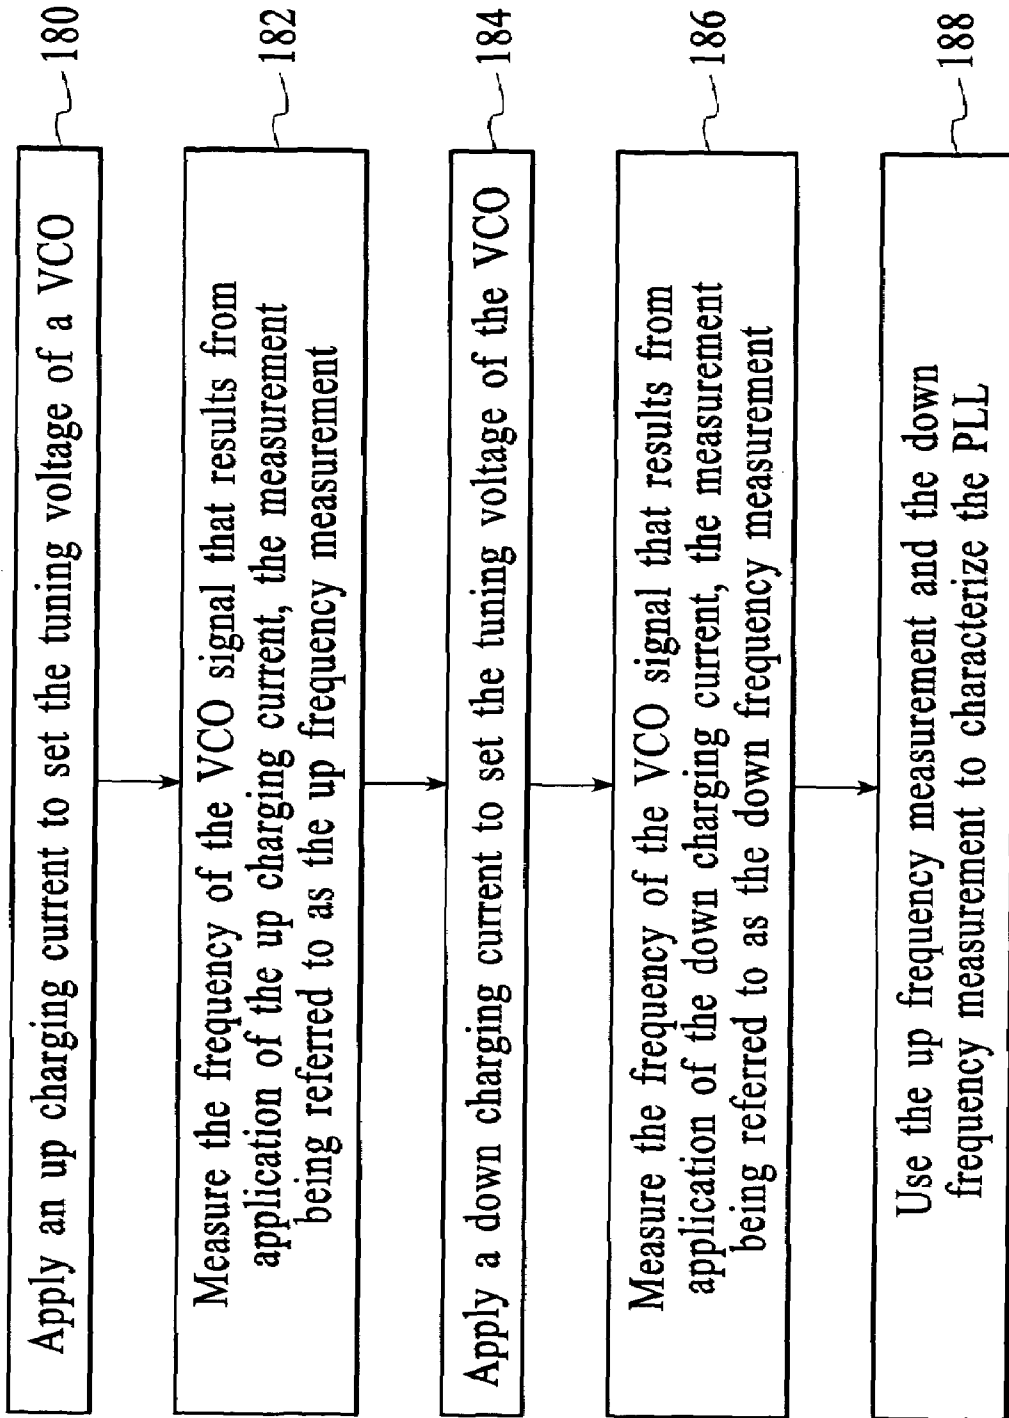 Apply an up charging current to set the tuning voltage of a VCO
180
Measure the frequency of the VCO signal that results from
application of the up charging current, the measurement
being referred to as the up frequency measurement
182
Apply a down charging current to set the tuning voltage of the VCO
184
Measure the frequency of the VCO signal that results from
application of the down charging current, the measurement
being referred to as the down frequency measurement
186
Use the up frequency measurement and the down
frequency measurement to characterize the PLL
188